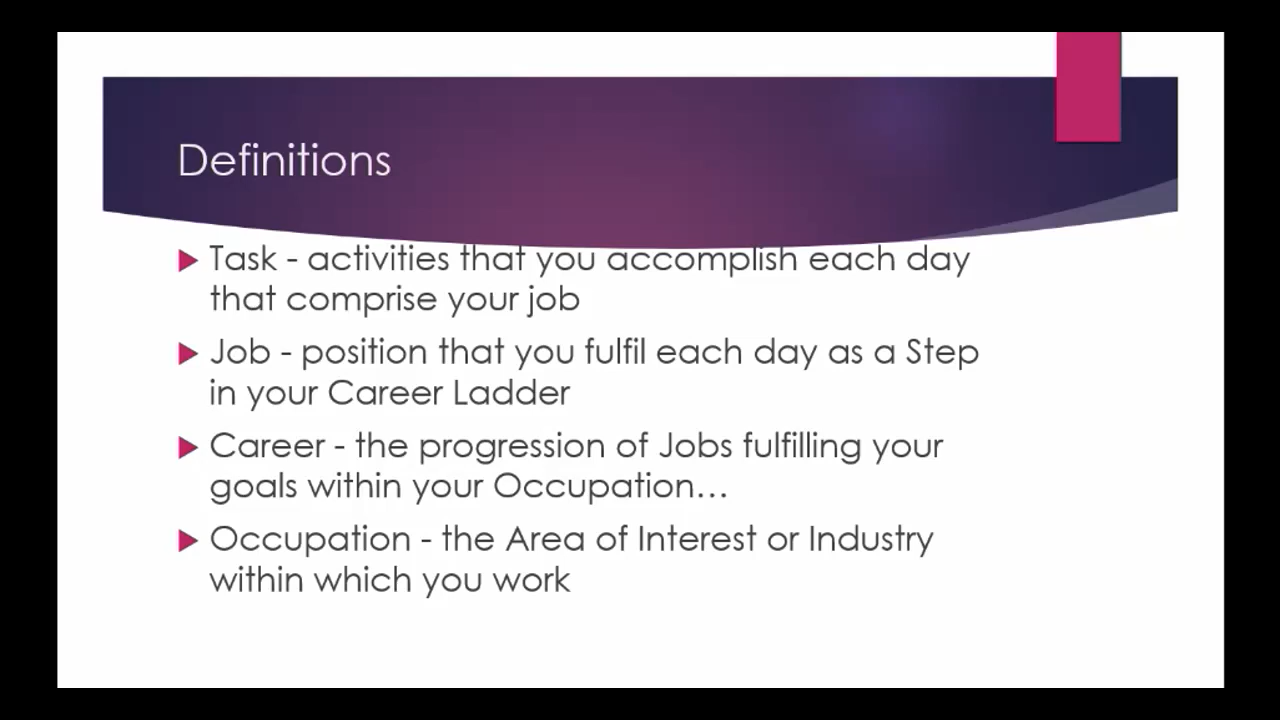 Definitions
Task - activities that you accomplish each day
that comprise your job
Job - position that you fulfil each day as a Step
in your Career Ladder
Career - the progression of Jobs fulfilling your
goals within your Occupation…
Occupation - the Area of Interest or Industry
within which you work